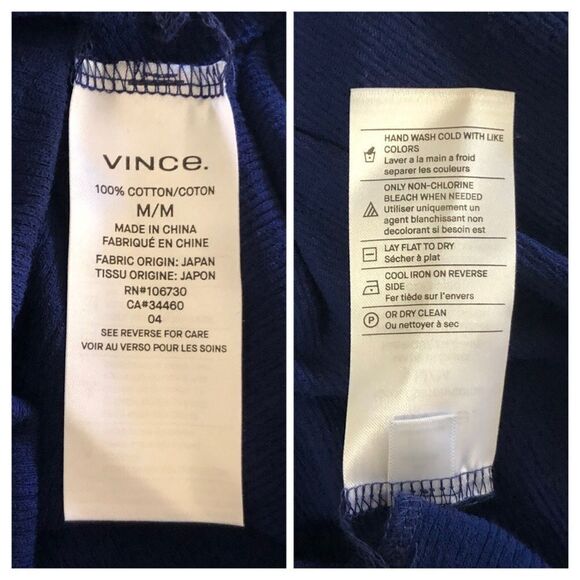 VINCE.
100% COTTON/COTON
M/M
MADE IN CHINA
FABRIQUÉ EN CHINE
FABRIC ORIGIN: JAPAN
TISSU ORIGINE: JAPON
RN#106730
CA#34460
04
SEE REVERSE FOR CARE
VOIR AU VERSO POUR LES SOINS
HAND WASH COLD WITH LIKE
COLORS
Laver a la main a froid
separer les couleurs
ONLY NON-CHLORINE
BLEACH WHEN NEEDED
Utiliser uniquement un
agent blanchissant non
decolorant si besoin est
LAY FLAT TO DRY
Sécher à plat
COOL IRON ON REVERSE
SIDE
Fer tiède sur l'envers
P
OR DRY CLEAN
Ou nettoyer à sec